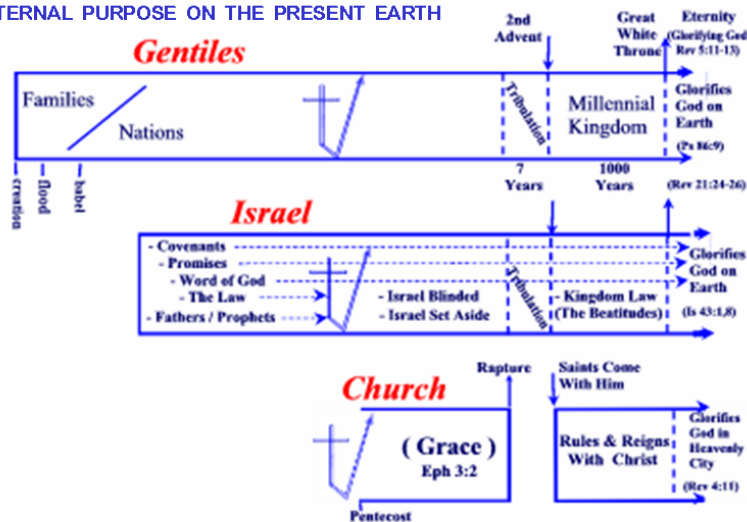 TERNAL PURPOSE ON THE PRESENT EARTH
Gentiles
2nd
Advent
Great
White
Throne
Eternity
(Glorifying God
Rev 5:11-13)
Families
Nations
Tribulation
Millennial
Kingdom
Glorifies
God on
Earth
(Ps 86:9)
creation
flood
babel
7
Years
1000
Years
(Rev 21:24-26)
Israel
- Covenants
- Promises
- Word of God
- The Law
- Fathers / Prophets
- Israel Blinded
- Israel Set Aside
Tribulation
- Kingdom Law
(The Beatitudes)
Glorifies
God on
Earth
(Is 43:1,8)
Church
Rapture
Saints Come
With Him
( Grace )
Eph 3:2
Rules & Reigns
With Christ
Glorifies
God in
Heavenly
City
(Rev 4:11)
Pentecost